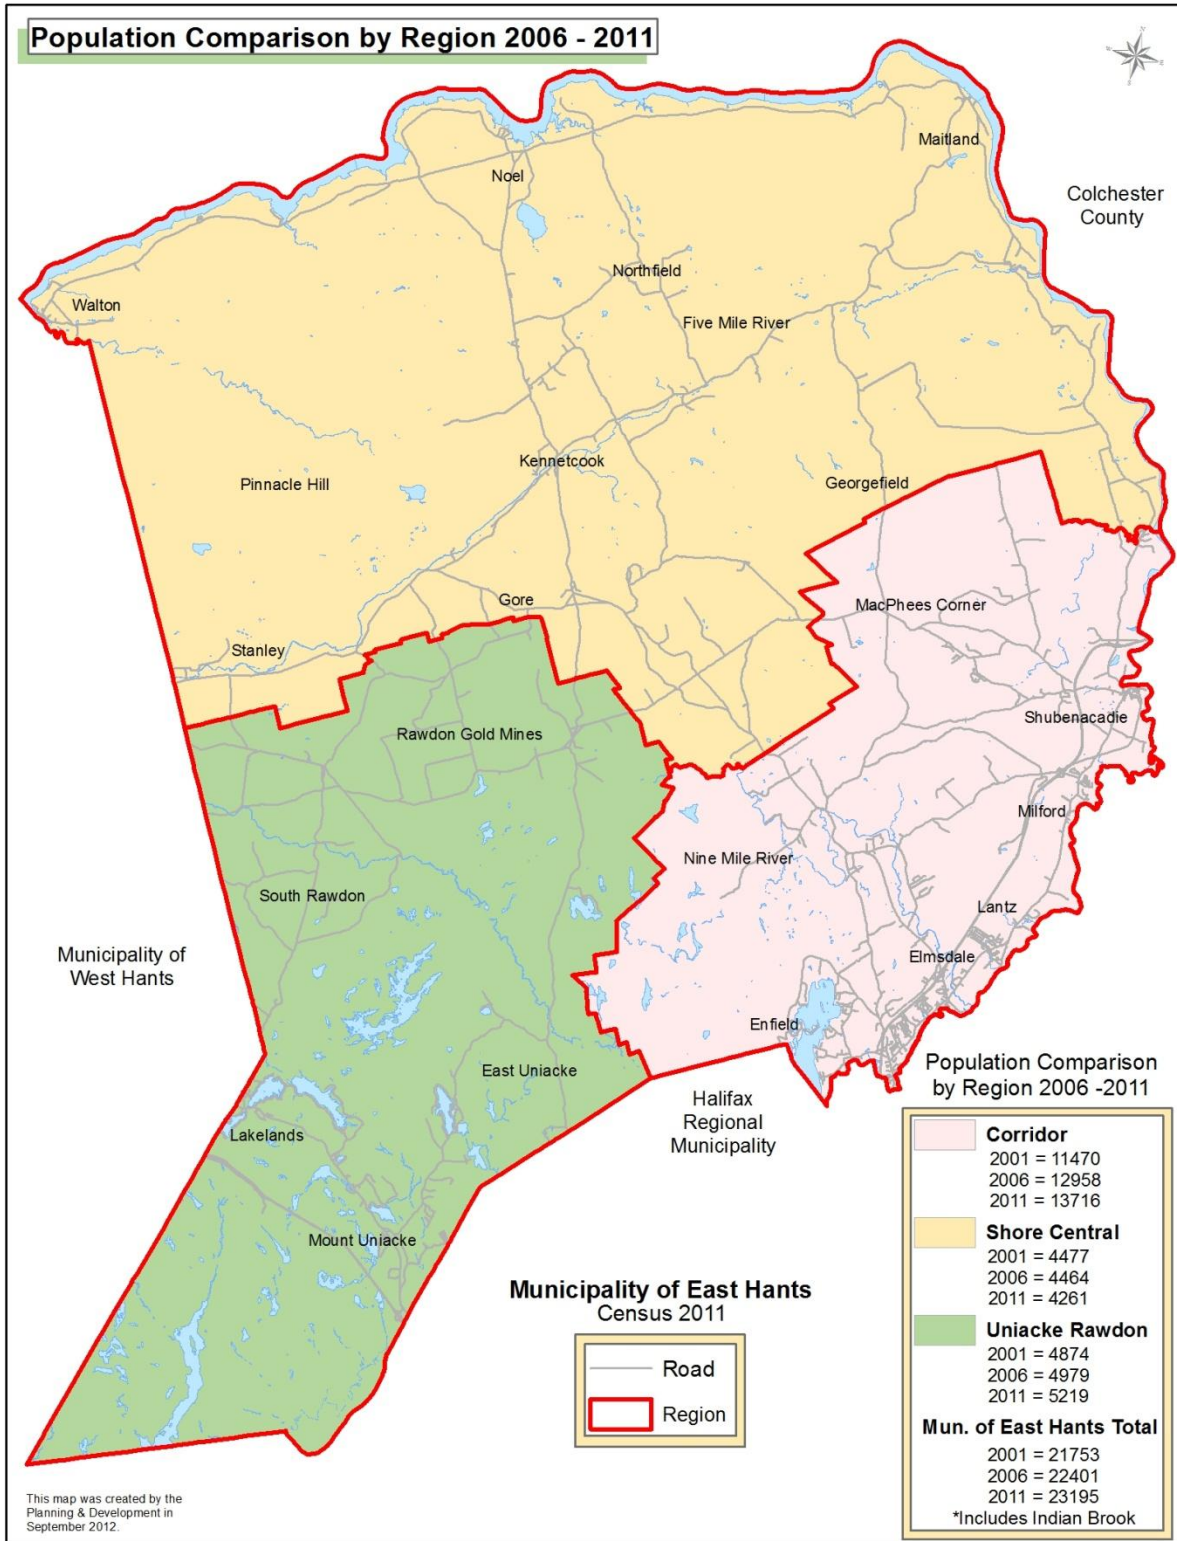 Population Comparison by Region 2006 - 2011
N
W
E
S
Maitland
Noel
Colchester
County
Northfield
Walton
Five Mile River
Kennetcook
Pinnacle Hill
Georgefield
Gore
MacPhees Corner
Stanley
Shubenacadie
Rawdon Gold Mines
Milford
Nine Mile River
South Rawdon
Lantz
Municipality of
West Hants
Elmsdale
Enfield
East Uniacke
Halifax
Regional
Municipality
Lakelands
Mount Uniacke
Municipality of East Hants
Census 2011
Road
Region
Population Comparison
by Region 2006 -2011
Corridor
2001 = 11470
2006 = 12958
2011 = 13716
Shore Central
2001 = 4477
2006 = 4464
2011 = 4261
Uniacke Rawdon
2001 = 4874
2006 = 4979
2011 = 5219
Mun. of East Hants Total
2001 = 21753
2006 = 22401
2011 = 23195
*Includes Indian Brook
This map was created by the
Planning & Development in
September 2012.